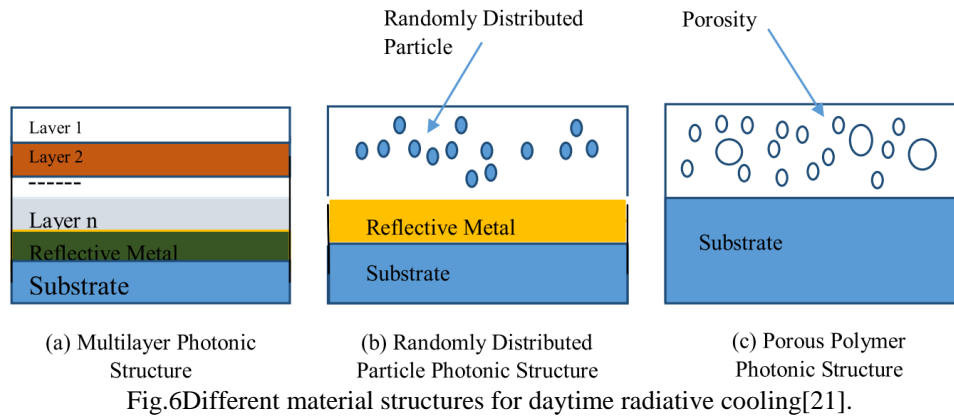 Randomly Distributed
Particle
Porosity
Layer 1
Layer 2
------
Layer n
Reflective Metal
Substrate
Reflective Metal
Substrate
Substrate
(a) Multilayer Photonic
Structure
(b) Randomly Distributed
Particle Photonic Structure
(c) Porous Polymer
Photonic Structure
Fig.6Different material structures for daytime radiative cooling[21].